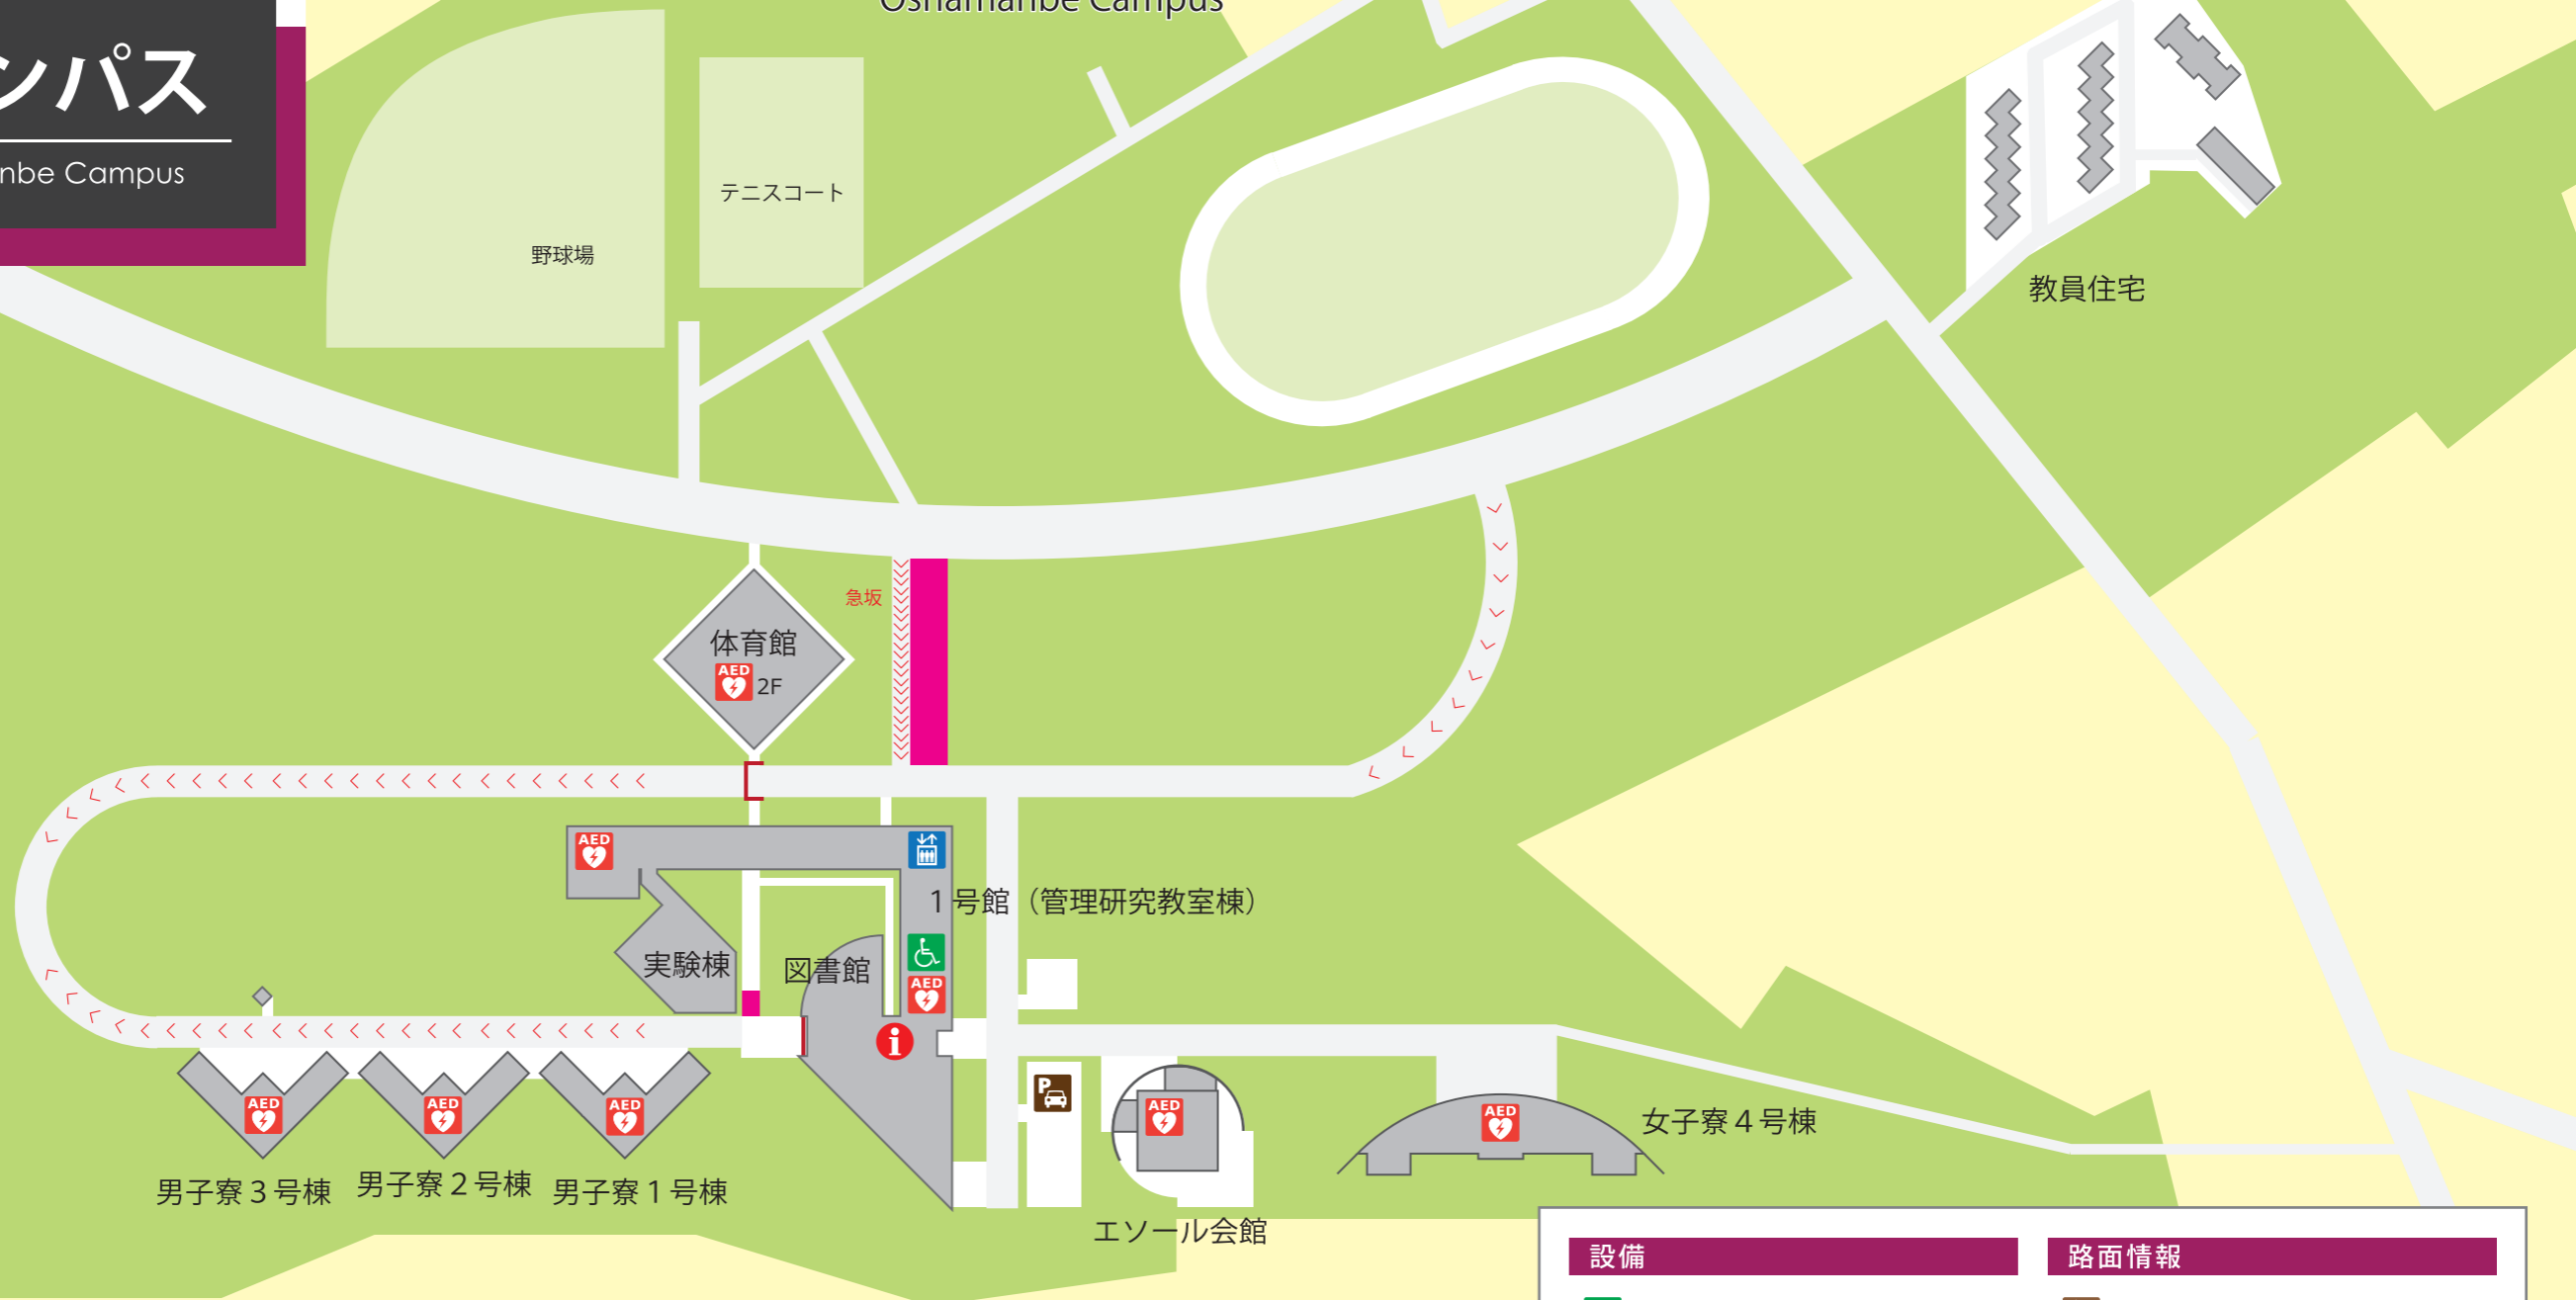 Oshamanbe Campus
ンパス
nbe Campus
テニスコート
野球場
教員住宅
急坂
体育館
AED
2F
AED
1号館（管理研究教室棟）
実験棟
図書館
AED
i
P
AED
AED
AED
AED
AED
女子寮4号棟
男子寮3号棟
男子寮2号棟
男子寮1号棟
エソール会館
設備
路面情報